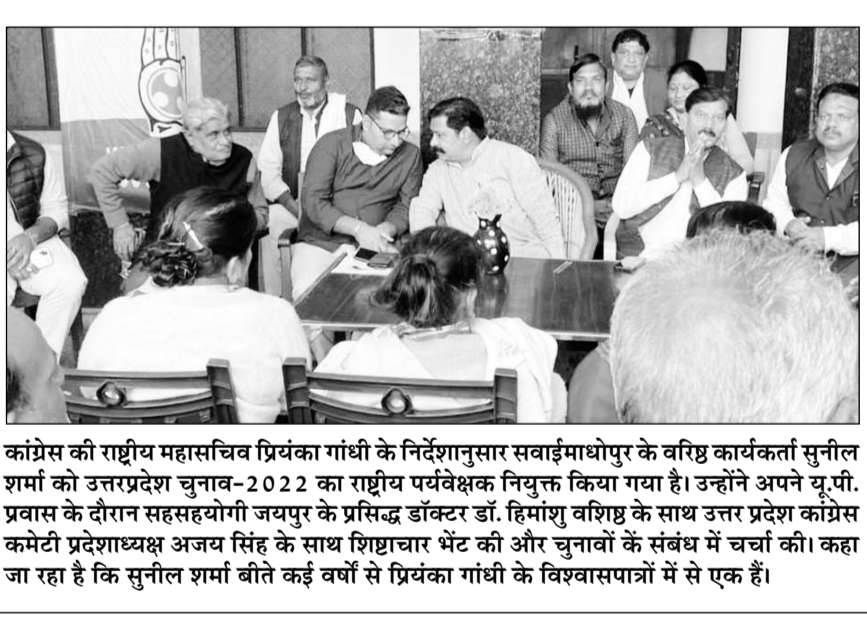 कांग्रेस की राष्ट्रीय महासचिव प्रियंका गांधी के निर्देशानुसार सवाईमाधोपुर के वरिष्ठ कार्यकर्ता सुनील
शर्मा को उत्तरप्रदेश चुनाव-2022 का राष्ट्रीय पर्यवेक्षक नियुक्त किया गया है। उन्होंने अपने यू.पी.
प्रवास के दौरान सहसहयोगी जयपुर के प्रसिद्ध डॉक्टर डॉ. हिमांशु वशिष्ठ के साथ उत्तर प्रदेश कांग्रेस
कमेटी प्रदेशाध्यक्ष अजय सिंह के साथ शिष्टाचार भेंट की और चुनावों कें संबंध में चर्चा की। कहा
जा रहा है कि सुनील शर्मा बीते कई वर्षों से प्रियंका गांधी के विश्वासपात्रों में से एक हैं।